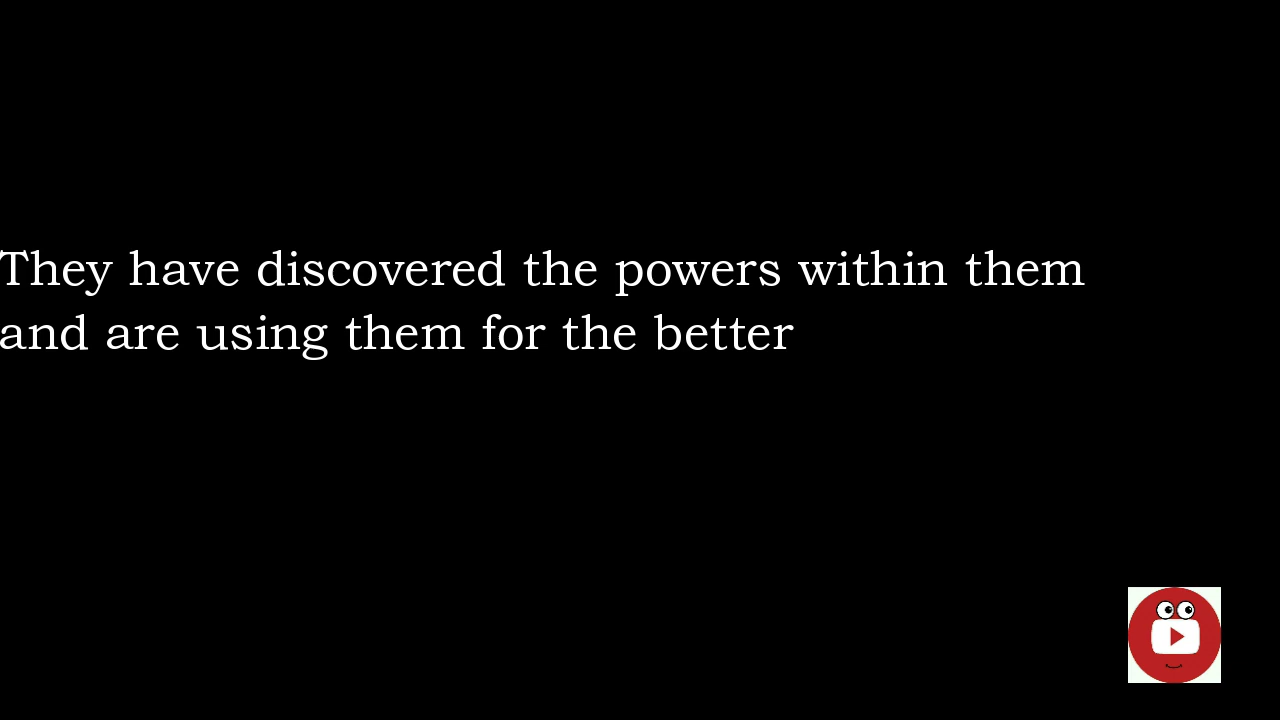 They have discovered the powers within them
and are using them for the better